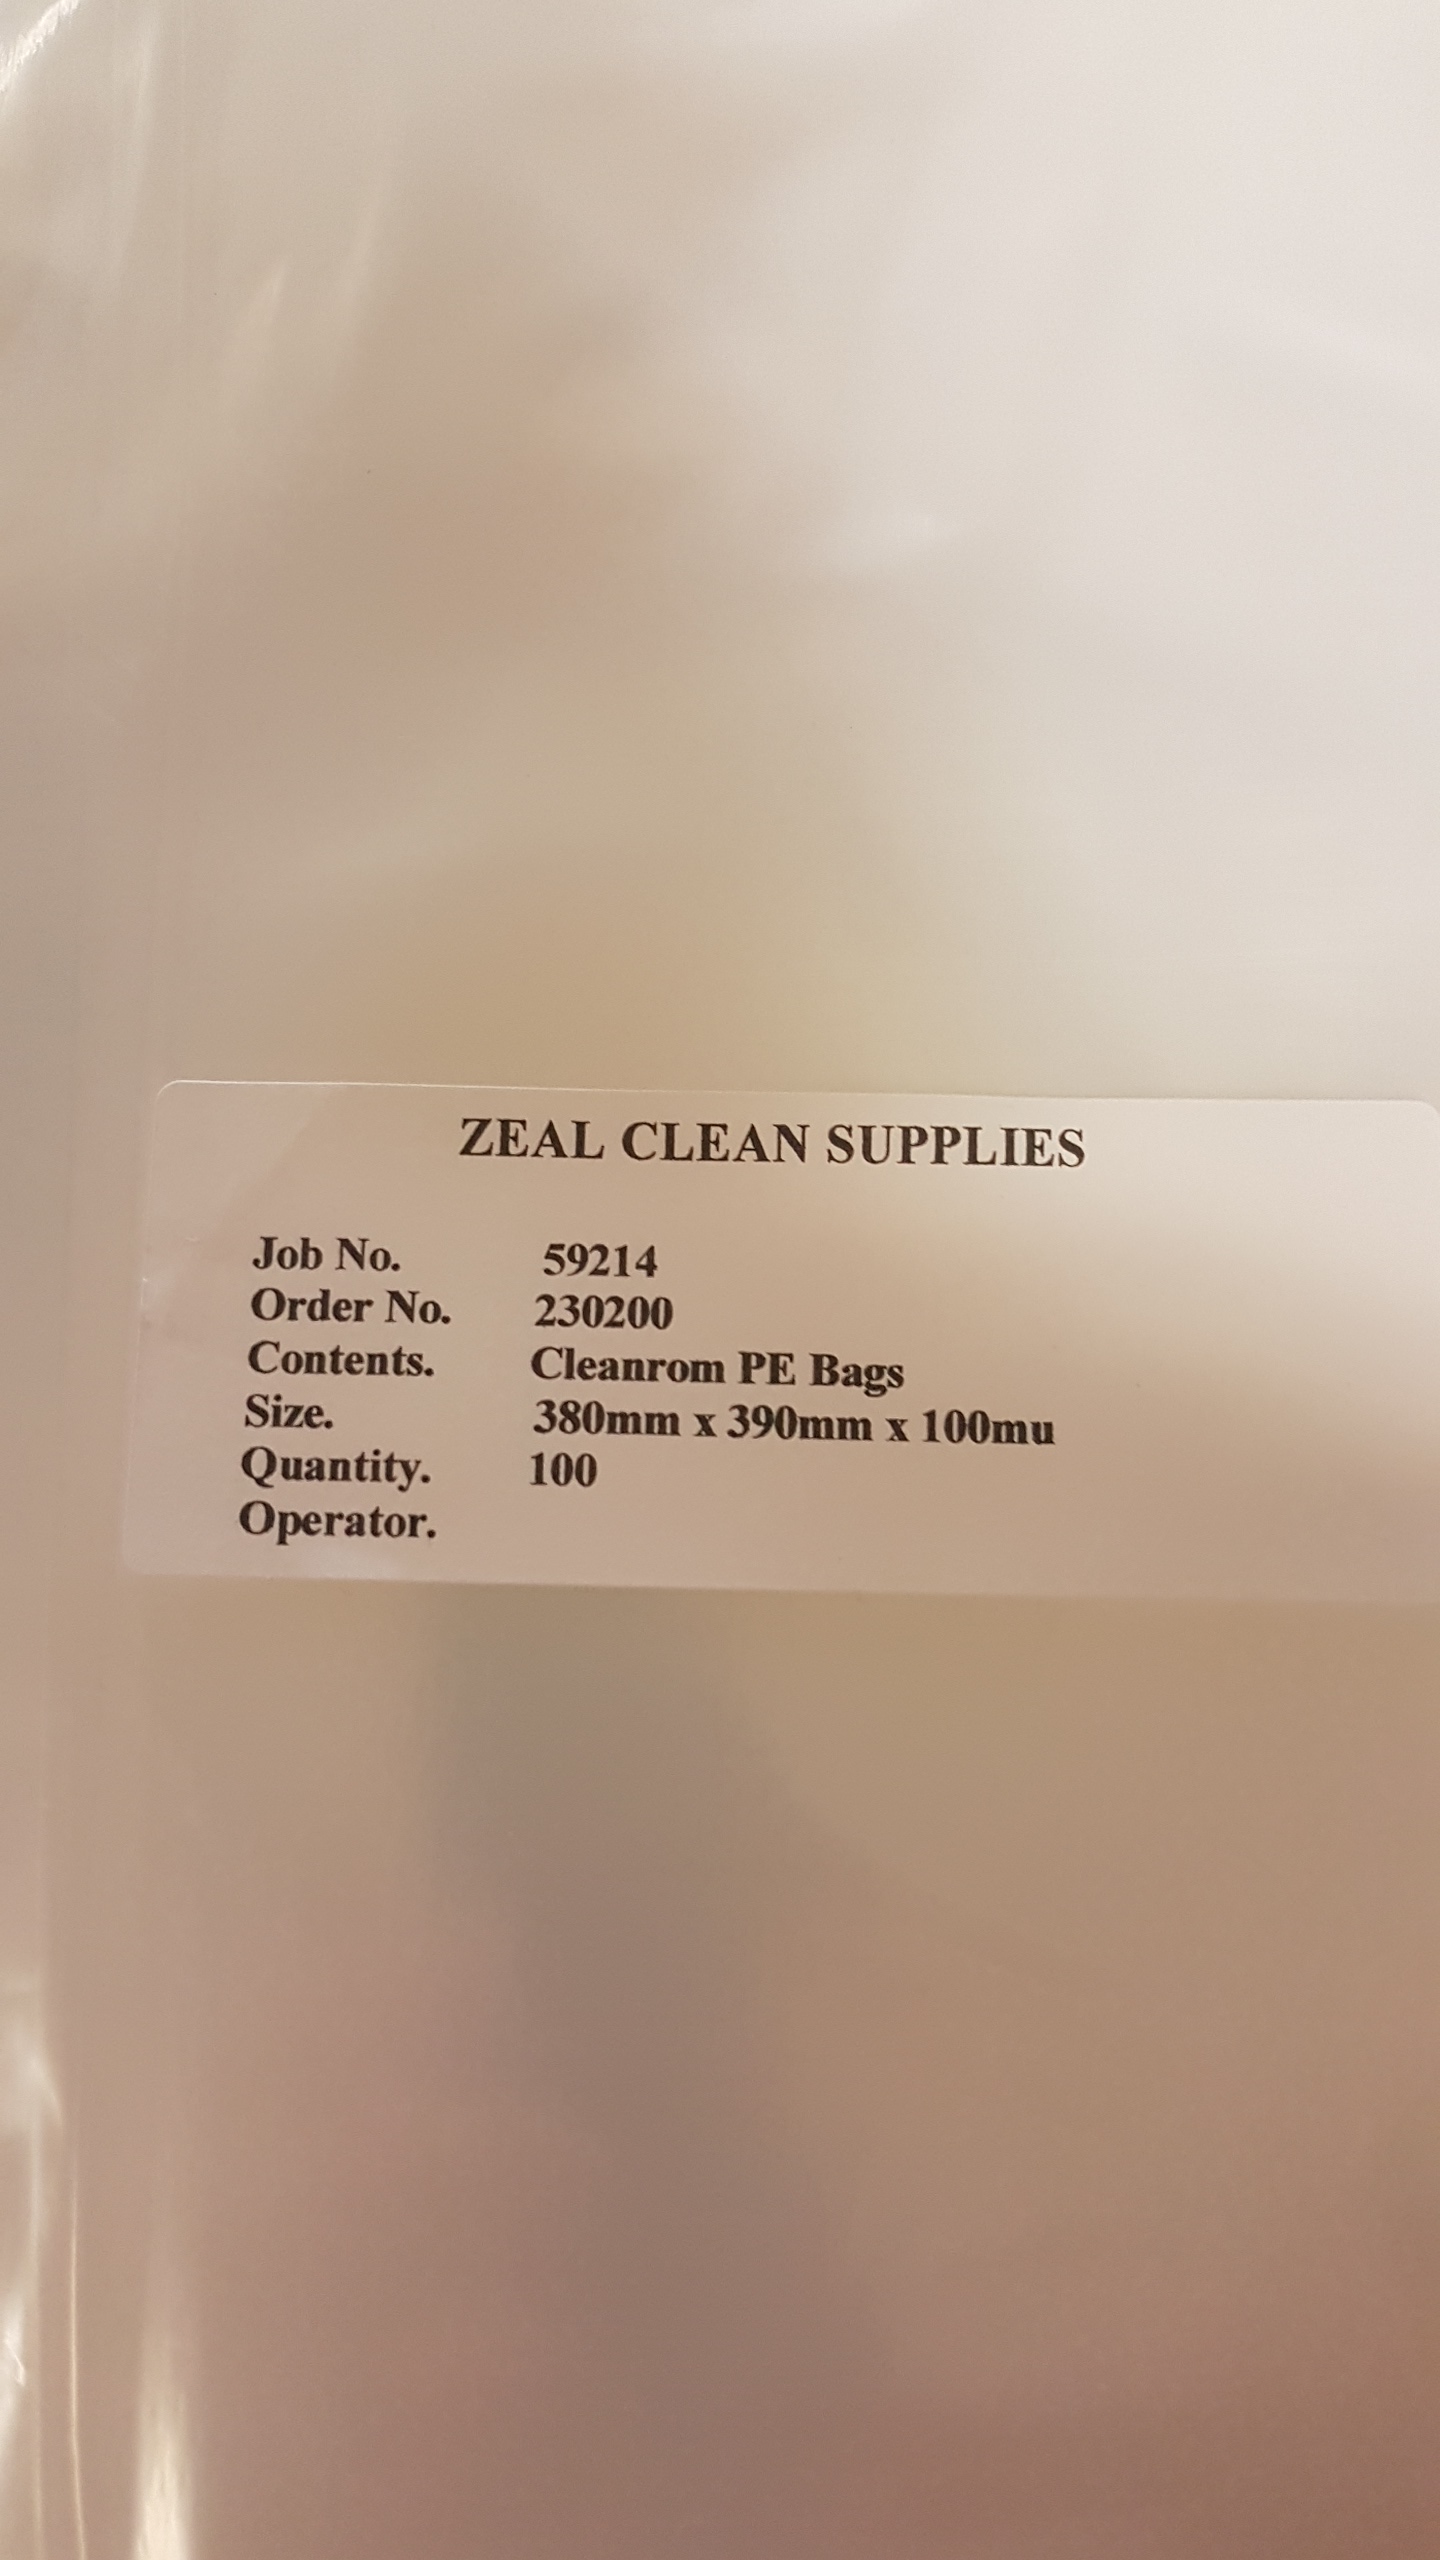 ZEAL CLEAN SUPPLIES
Job No. 59214
Order No. 230200
Contents. Cleanrom PE Bags
Size. 380mm x 390mm x 100mu
Quantity. 100
Operator.